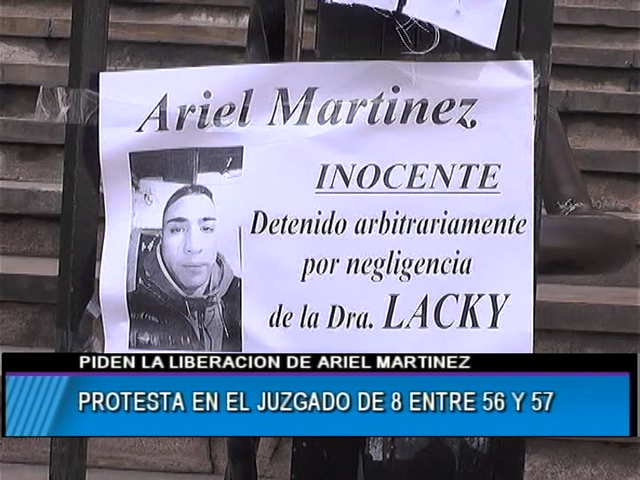 Ariel Martinez
INOCENTE
Detenido arbitrariamente
por negligencia
de la Dra. LACKY
PIDEN LA LIBERACION DE ARIEL MARTINEZ
PROTESTA EN EL JUZGADO DE 8 ENTRE 56 Y 57